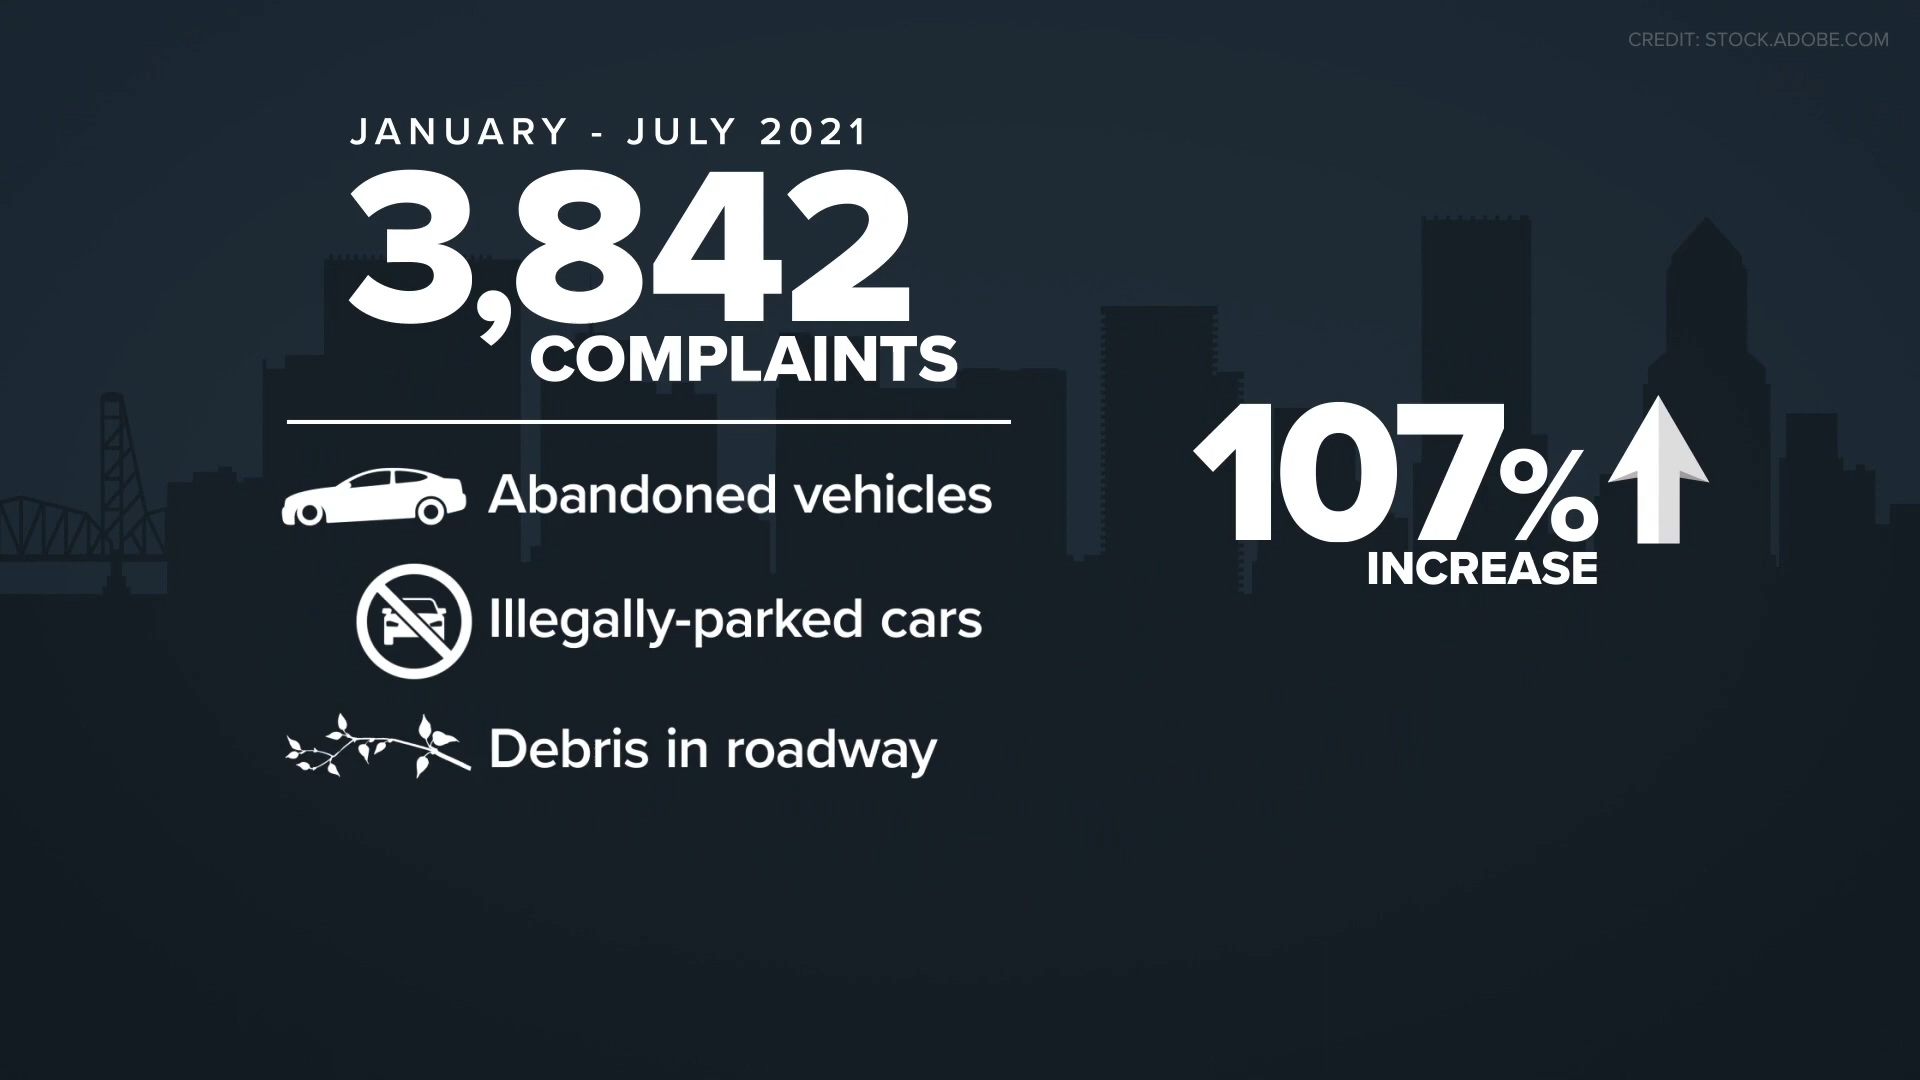 CREDIT: STOCK.ADOBE.COM
JANUARY - JULY 2021
3,842
COMPLAINTS
Abandoned vehicles
Illegally-parked cars
Debris in roadway
107%
INCREASE